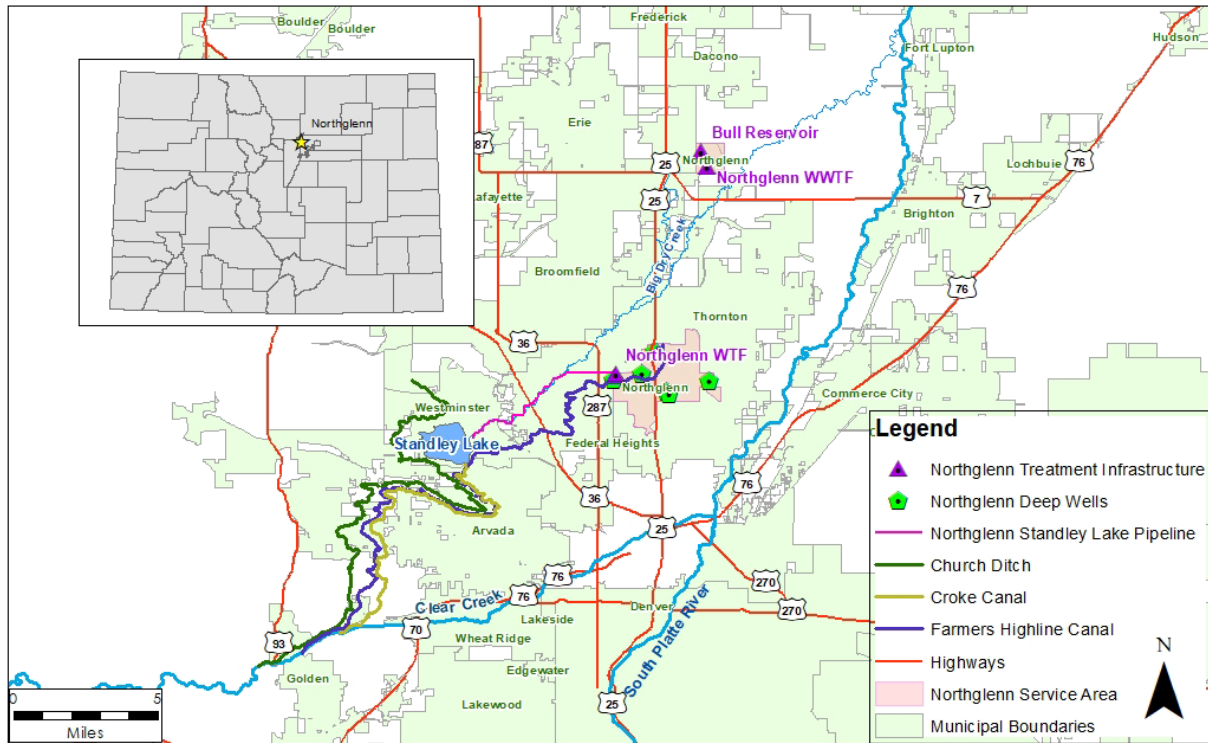 Boulder
Boulder
Frederick
Hudson
Dacono
Fort Lupton
Northglenn
Erie
87
Bull Reservoir
Northglenn
25
Northglenn WWTF
Lochbuie
76
Lafayette
25
7
Brighton
Big Dry Creek
Broomfield
76
Thornton
36
Northglenn WTF
Northglenn
Westminster
287
Commerce City
Standley Lake
Federal Heights
76
36
Arvada
25
76
270
Clear Creek
76
Lakeside
Denver
270
70
93
Wheat Ridge
Edgewater
South Platte River
Golden
Lakewood
25
0
5
Miles
Legend
Northglenn Treatment Infrastructure
Northglenn Deep Wells
Northglenn Standley Lake Pipeline
Church Ditch
Croke Canal
Farmers Highline Canal
Highways
Northglenn Service Area
Municipal Boundaries
N